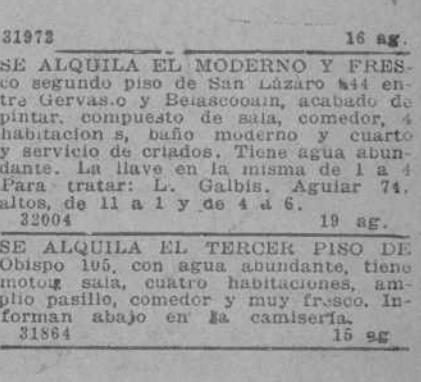 31972 16 ag.
SE ALQUILA EL MODERNO Y FRES-
co segundo piso de San Lázaro 444 en-
tre Gervasio y Belascoain, acabado de
pintar, compuesto de sala, comedor, 4
habitacion s, baño moderno y cuarto
y servicio de criados. Tiene agua abun-
dante. La llave en la misma de 1 a 4
Para tratar: L. Galbis. Aguiar 74,
altos, de 11 a 1 y de 4 a 6.
32004 19 ag.
SE ALQUILA EL TERCER PISO DE
Obispo 105, con agua abundante, tiene
motor, sala, cuatro habitaciones, am-
plio pasillo, comedor y muy fresco. In-
forman abajo en la camisería.
31864 15 ag